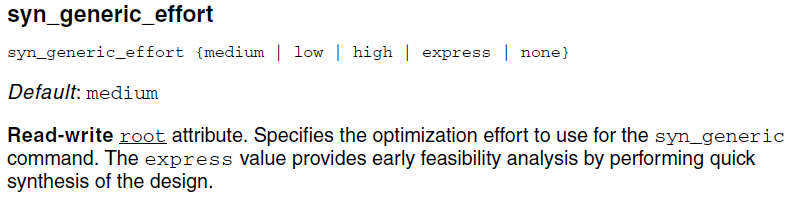 syn_generic_effort
syn_generic_effort {medium | low | high | express | none}
Default: medium
Read-write root attribute. Specifies the optimization effort to use for the syn_generic
command. The express value provides early feasibility analysis by performing quick
synthesis of the design.